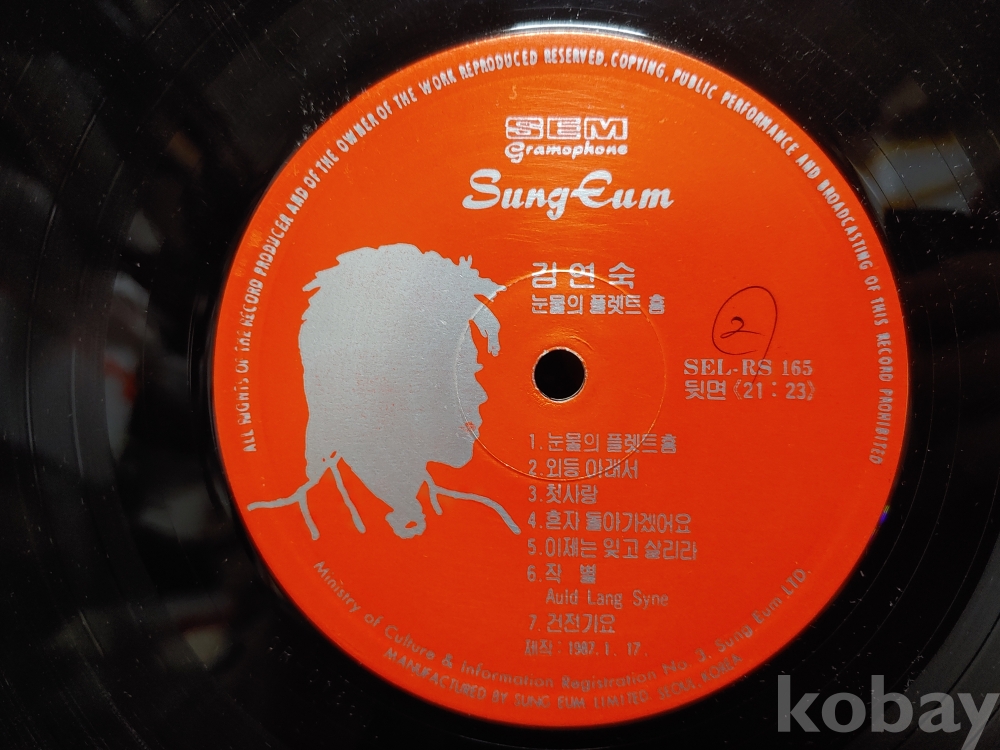 ALL RIGHTS OF THE RECORD PRODUCER AND OF THE OWNER OF THE WORK REPRODUCED RESERVED. COPYING, PUBLIC PERFORMANCE AND BROADCASTING OF THIS RECORD PROHIBITED
SEM
Gramophone
Sung Eum
김연숙
눈물의 플렛트 홈
2
SEL-RS 165
뒷면 〈21 : 23〉
1. 눈물의 플렛트홈
2. 외등 아래서
3. 첫사랑
4. 혼자 돌아가겠어요
5. 이제는 잊고 살리라
6. 작 별
Auld Lang Syne
7. 건전기요
제작 : 1987. 1. 17.
Ministry of Culture & Information Registration No. 3. Sung Eum LTD.
MANUFACTURED BY SUNG EUM LIMITED. SEOUL, KOREA
kobay